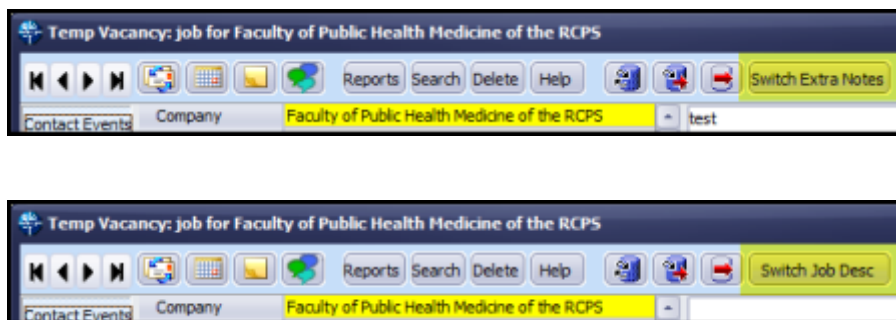 Temp Vacancy: job for Faculty of Public Health Medicine of the RCPS
Reports Search Delete Help Switch Extra Notes
Contact Events Company Faculty of Public Health Medicine of the RCPS test
Temp Vacancy: job for Faculty of Public Health Medicine of the RCPS
Reports Search Delete Help Switch Job Desc
Contact Events Company Faculty of Public Health Medicine of the RCPS